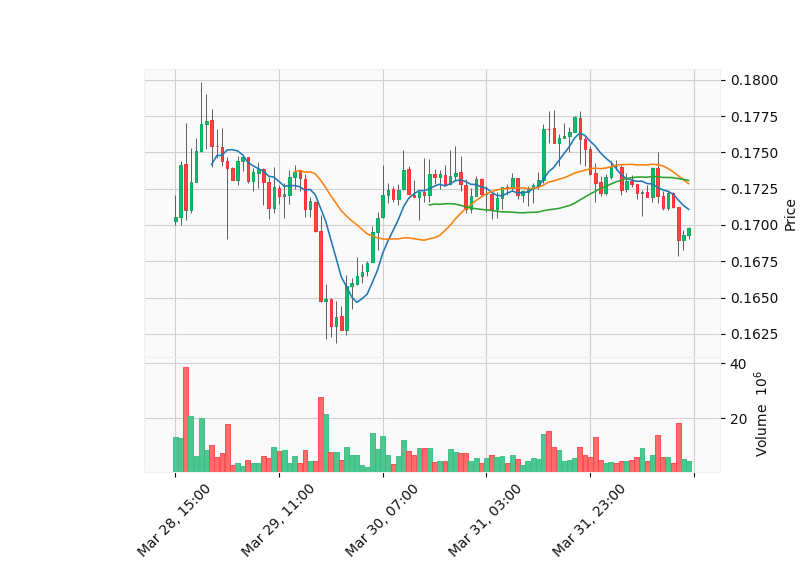 0.1800
0.1775
0.1750
0.1725
0.1700
0.1675
0.1650
0.1625
Price
40
20
Volume 10^6
Mar 28, 15:00
Mar 29, 11:00
Mar 30, 07:00
Mar 31, 03:00
Mar 31, 23:00